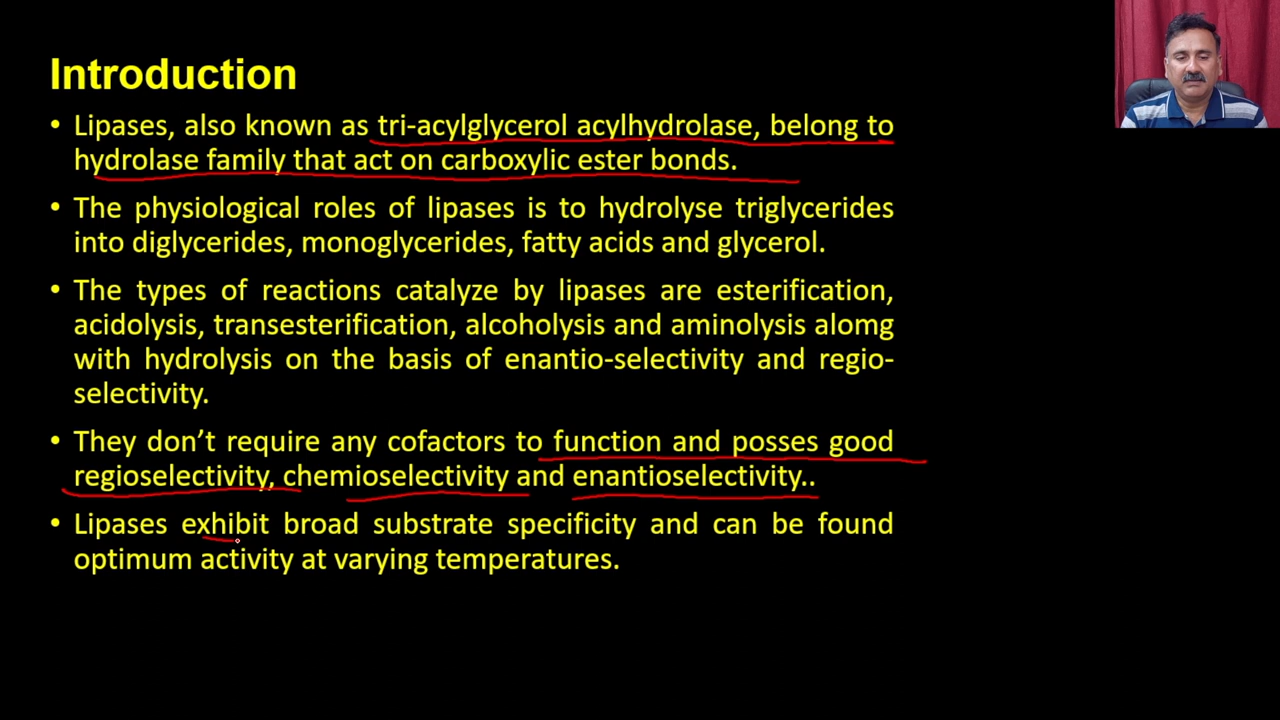 Introduction
• Lipases, also known as tri-acylglycerol acylhydrolase, belong to
hydrolase family that act on carboxylic ester bonds.
• The physiological roles of lipases is to hydrolyse triglycerides
into diglycerides, monoglycerides, fatty acids and glycerol.
• The types of reactions catalyze by lipases are esterification,
acidolysis, transesterification, alcoholysis and aminolysis alomg
with hydrolysis on the basis of enantio-selectivity and regio-
selectivity.
• They don’t require any cofactors to function and posses good
regioselectivity, chemioselectivity and enantioselectivity..
• Lipases exhibit broad substrate specificity and can be found
optimum activity at varying temperatures.